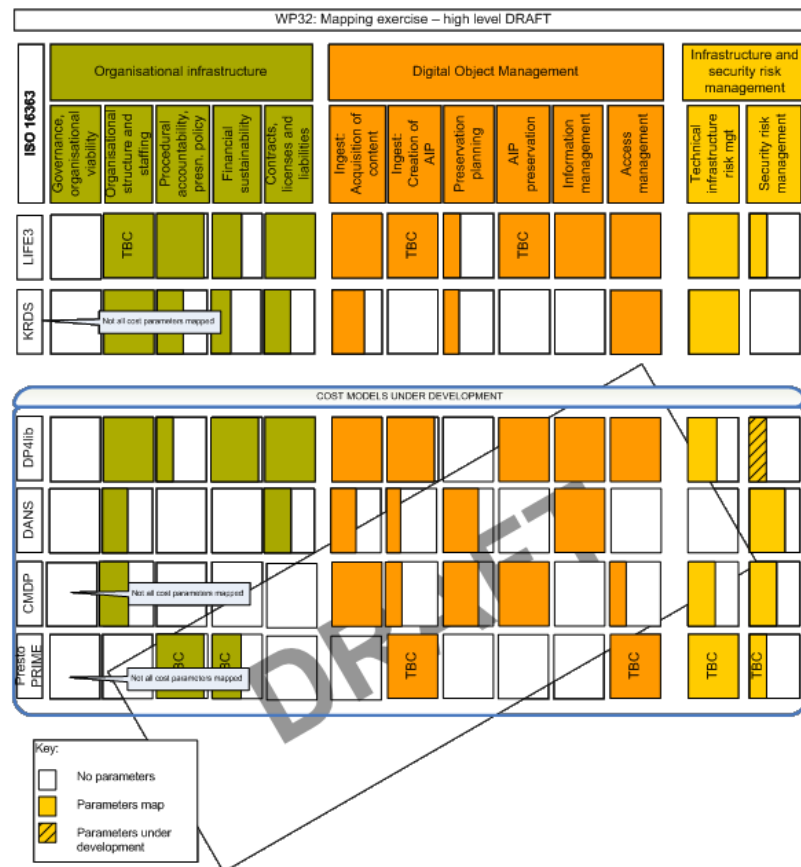 WP32: Mapping exercise – high level DRAFT
ISO 16363
Organisational infrastructure
Digital Object Management
Infrastructure and
security risk
management
Governance,
organisational
viability
Organisational
structure and
staffing
Procedural
accountability,
presn. policy
Financial
sustainability
Contracts,
licenses and
liabilities
Ingest:
Acquisition of
content
Ingest:
Creation of
AIP
Preservation
planning
AIP
preservation
Information
management
Access
management
Technical
infrastructure
risk mgt
Security risk
management
LIFE3
TBC
TBC
TBC
KRDS
Not all cost parameters mapped
COST MODELS UNDER DEVELOPMENT
DP4lib
DANS
CMDP
Not all cost parameters mapped
Presto
PRIME
Not all cost parameters mapped
TBC
TBC
TBC
TBC
DRAFT
Key:
No parameters
Parameters map
Parameters under
development